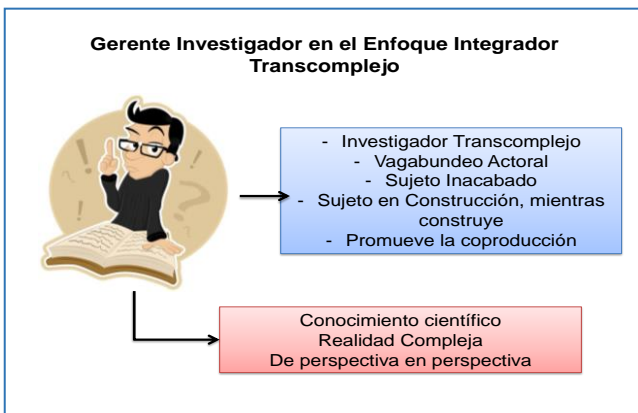 Gerente Investigador en el Enfoque Integrador
Transcomplejo
- Investigador Transcomplejo
- Vagabundeo Actoral
- Sujeto Inacabado
- Sujeto en Construcción, mientras
construye
- Promueve la coproducción
Conocimiento científico
Realidad Compleja
De perspectiva en perspectiva